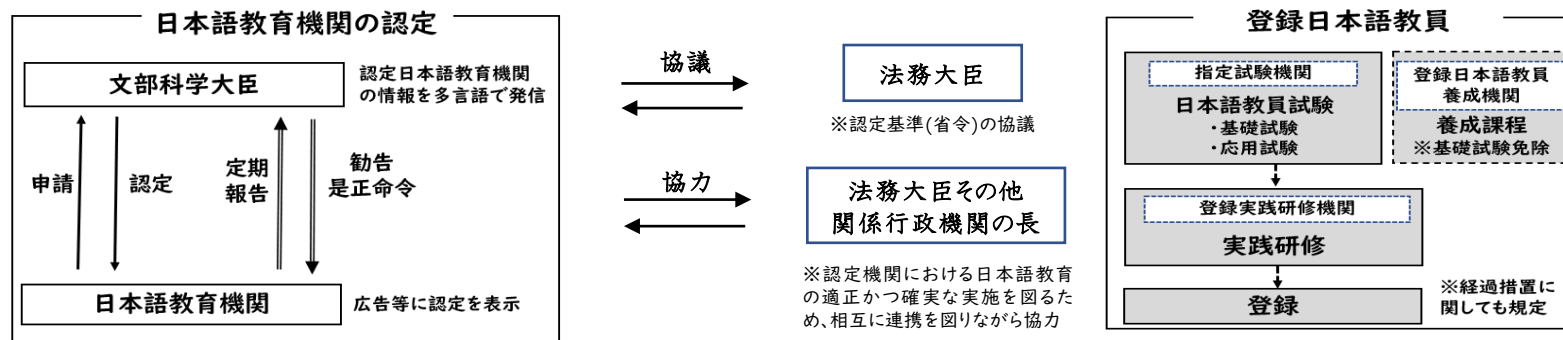 日本語教育機関の認定
文部科学大臣
認定日本語教育機関
の情報を多言語で発信
申請
認定
定期
報告
勧告
是正命令
日本語教育機関
広告等に認定を表示
協議
法務大臣
※認定基準(省令)の協議
協力
法務大臣その他
関係行政機関の長
※認定機関における日本語教育
の適正かつ確実な実施を図るた
め、相互に連携を図りながら協力
登録日本語教員
指定試験機関
日本語教員試験
・基礎試験
・応用試験
登録日本語教員
養成機関
養成課程
※基礎試験免除
登録実践研修機関
実践研修
登録
※経過措置に
関しても規定